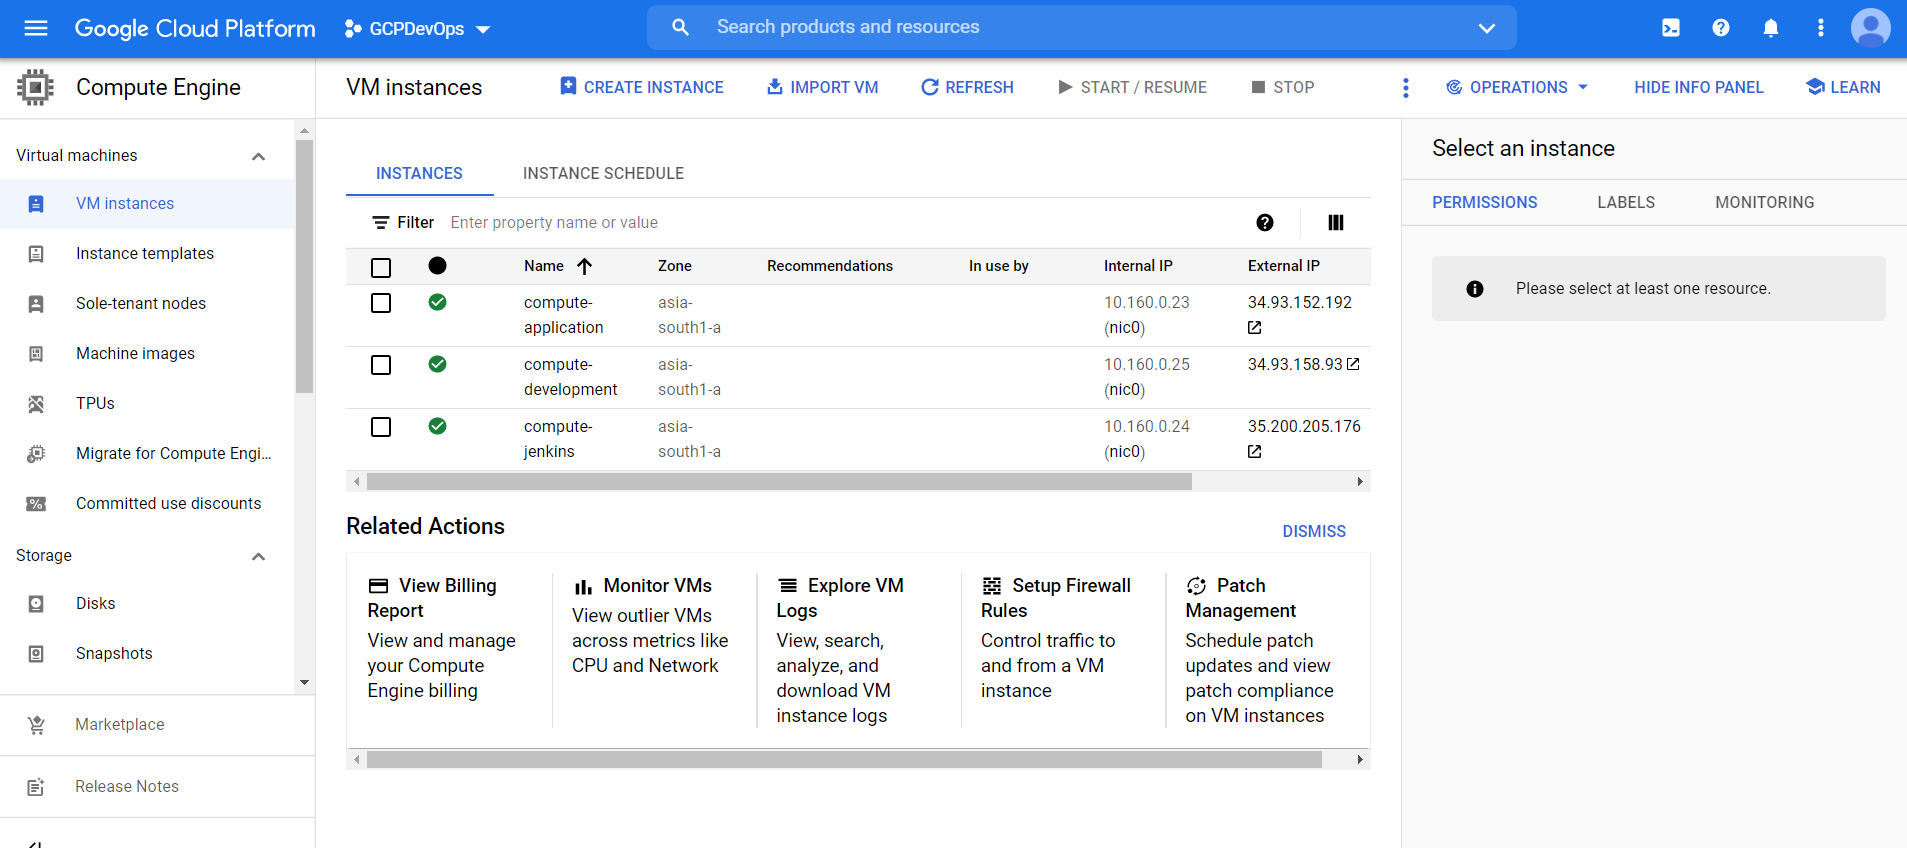 Google Cloud Platform
GCPDevOps
Search products and resources
Compute Engine
VM instances
CREATE INSTANCE
IMPORT VM
REFRESH
START / RESUME
STOP
OPERATIONS
HIDE INFO PANEL
LEARN
Virtual machines
VM instances
Instance templates
Sole-tenant nodes
Machine images
TPUs
Migrate for Compute Engi...
Committed use discounts
Storage
Disks
Snapshots
Marketplace
Release Notes
INSTANCES
INSTANCE SCHEDULE
Filter Enter property name or value
Name Zone Recommendations In use by Internal IP External IP
compute- asia- 10.160.0.23 34.93.152.192
application south1-a (nic0)
compute- asia- 10.160.0.25 34.93.158.93
development south1-a (nic0)
compute- asia- 10.160.0.24 35.200.205.176
jenkins south1-a (nic0)
Related Actions
DISMISS
View Billing
Report
View and manage
your Compute
Engine billing
Monitor VMs
View outlier VMs
across metrics like
CPU and Network
Explore VM
Logs
View, search,
analyze, and
download VM
instance logs
Setup Firewall
Rules
Control traffic to
and from a VM
instance
Patch
Management
Schedule patch
updates and view
patch compliance
on VM instances
Select an instance
PERMISSIONS
LABELS
MONITORING
Please select at least one resource.